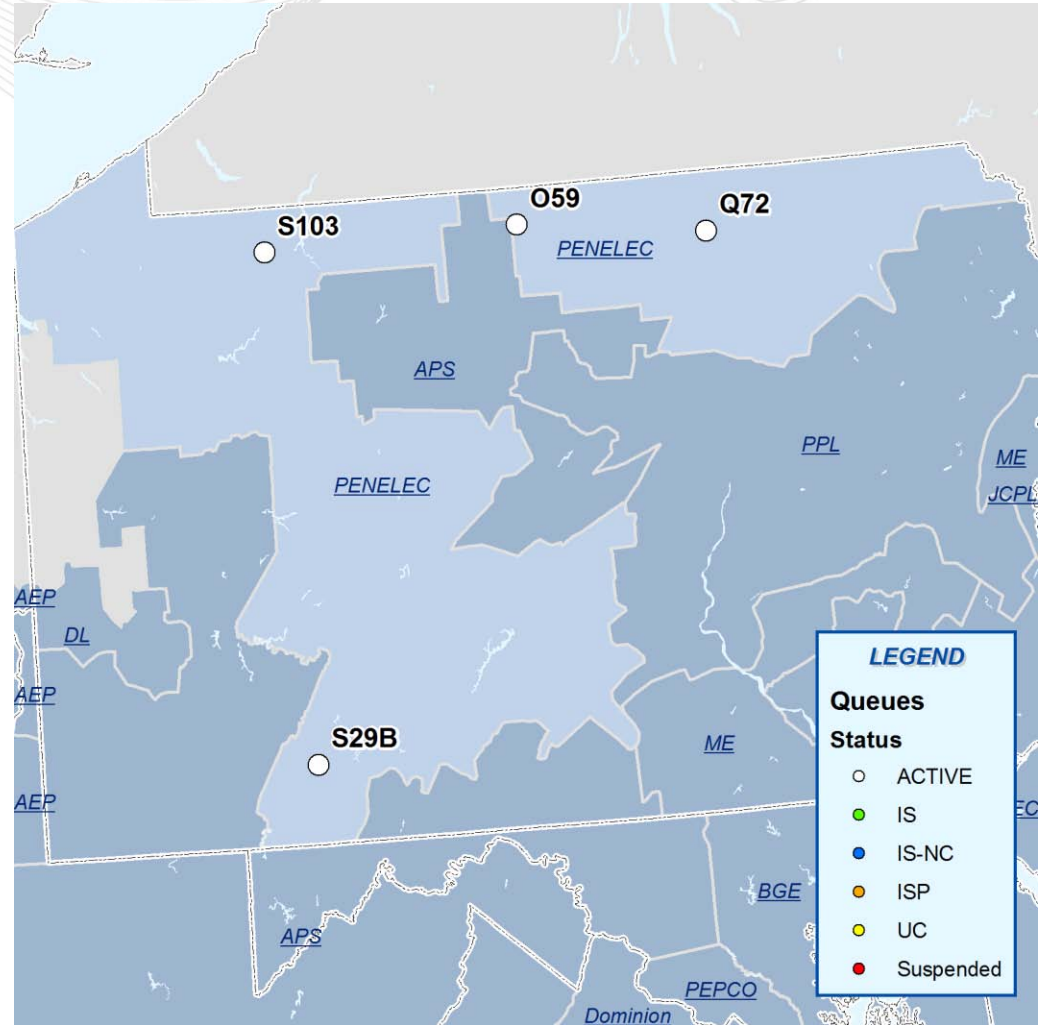 O59
Q72
S103
PENELEC
APS
PPL
ME
JCPL
PENELEC
AEP
DL
AEP
S29B
ME
AEP
BGE
APS
PEPCO
Dominion
LEGEND
Queues
Status
ACTIVE
IS
IS-NC
ISP
UC
Suspended